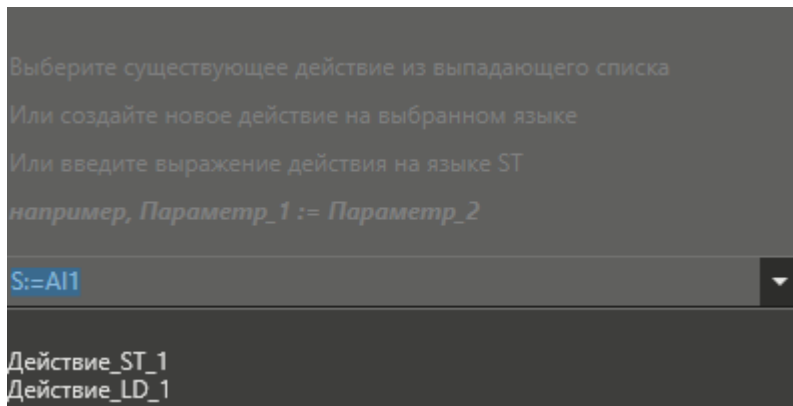 Выберите существующее действие из выпадающего списка
Или создайте новое действие на выбранном языке
Или введите выражение действия на языке ST
например, Параметр_1 := Параметр_2
S:=AI1
Действие_ST_1
Действие_LD_1